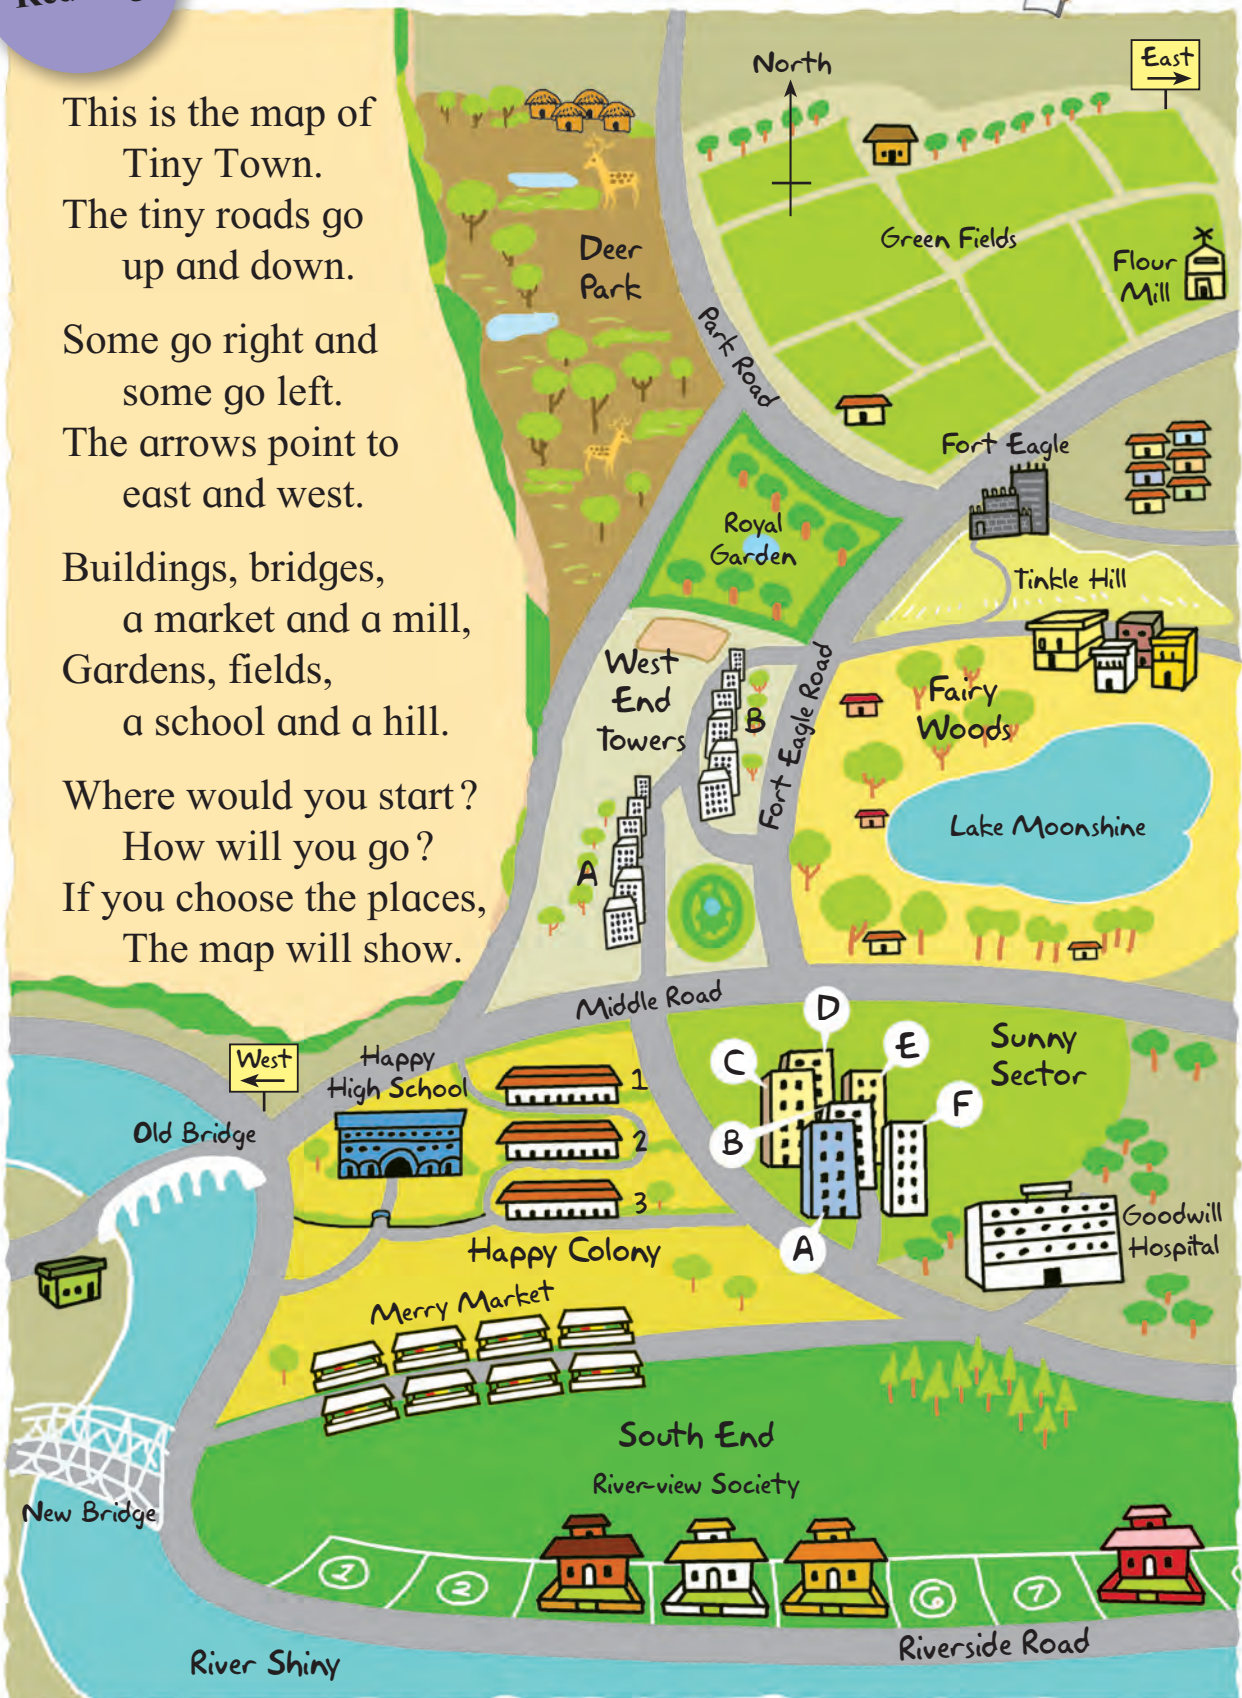 This is the map of
Tiny Town.
The tiny roads go
up and down.
Some go right and
some go left.
The arrows point to
east and west.
Buildings, bridges,
a market and a mill,
Gardens, fields,
a school and a hill.
Where would you start?
How will you go?
If you choose the places,
The map will show.
North
East
Deer
Park
Green Fields
Flour
Mill
Park Road
Fort Eagle
Royal
Garden
Tinkle Hill
West
End
Towers
B
A
Fort Eagle Road
Fairy
Woods
Lake Moonshine
Middle Road
West
Happy
High School
Old Bridge
1
2
3
Happy Colony
D
C
E
B
F
A
Sunny
Sector
Goodwill
Hospital
Merry Market
South End
River-view Society
New Bridge
1
2
6
7
Riverside Road
River Shiny